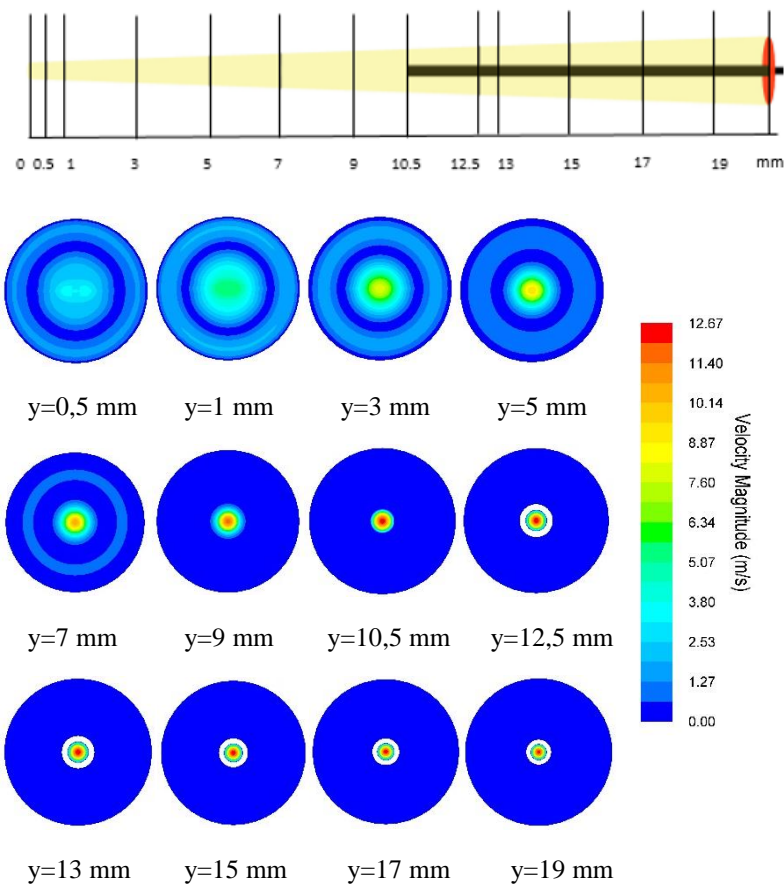 0 0.5 1 3 5 7 9 10.5 12.5 13 15 17 19 mm
y=0,5 mm y=1 mm y=3 mm y=5 mm
y=7 mm y=9 mm y=10,5 mm y=12,5 mm
y=13 mm y=15 mm y=17 mm y=19 mm
12.67
11.40
10.14
8.87
7.60
6.34
5.07
3.80
2.53
1.27
0.00
Velocity Magnitude (m/s)